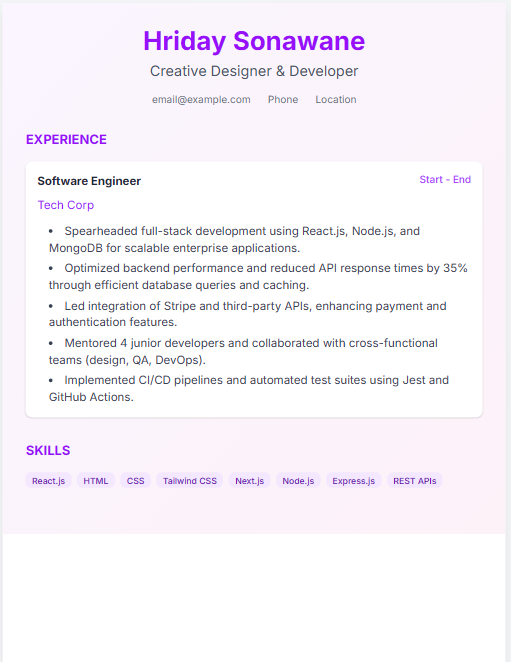 Hriday Sonawane
Creative Designer & Developer
email@example.com Phone Location
EXPERIENCE
Software Engineer Start - End
Tech Corp
• Spearheaded full-stack development using React.js, Node.js, and
MongoDB for scalable enterprise applications.
• Optimized backend performance and reduced API response times by 35%
through efficient database queries and caching.
• Led integration of Stripe and third-party APIs, enhancing payment and
authentication features.
• Mentored 4 junior developers and collaborated with cross-functional
teams (design, QA, DevOps).
• Implemented CI/CD pipelines and automated test suites using Jest and
GitHub Actions.
SKILLS
React.js HTML CSS Tailwind CSS Next.js Node.js Express.js REST APIs